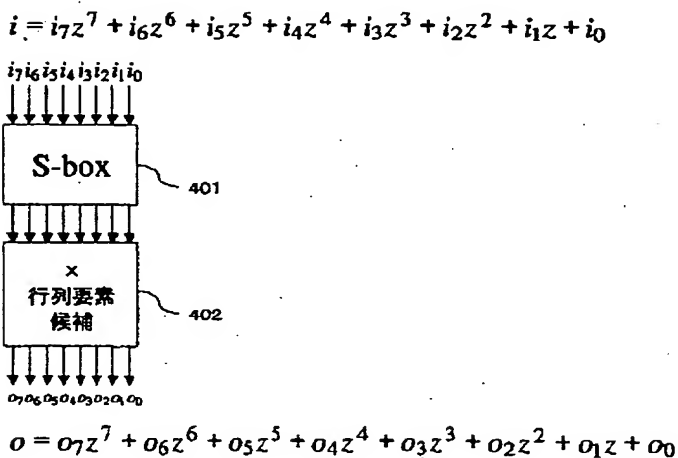 i = i₇z⁷ + i₆z⁶ + i₅z⁵ + i₄z⁴ + i₃z³ + i₂z² + i₁z + i₀
i₇i₆i₅i₄i₃i₂i₁i₀
S-box
401
×
行列要素
候補
402
o₇o₆o₅o₄o₃o₂o₁o₀
o = o₇z⁷ + o₆z⁶ + o₅z⁵ + o₄z⁴ + o₃z³ + o₂z² + o₁z + o₀